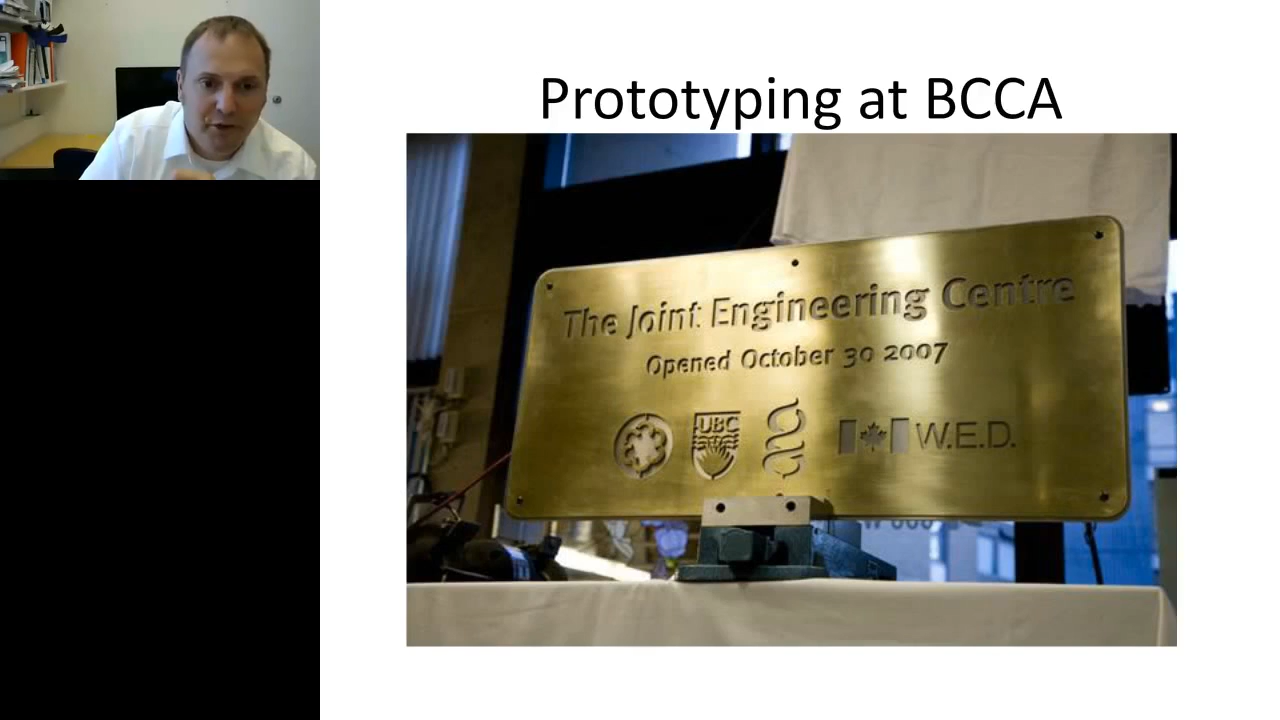 Prototyping at BCCA
The Joint Engineering Centre
Opened October 30 2007
UBC
W.E.D.